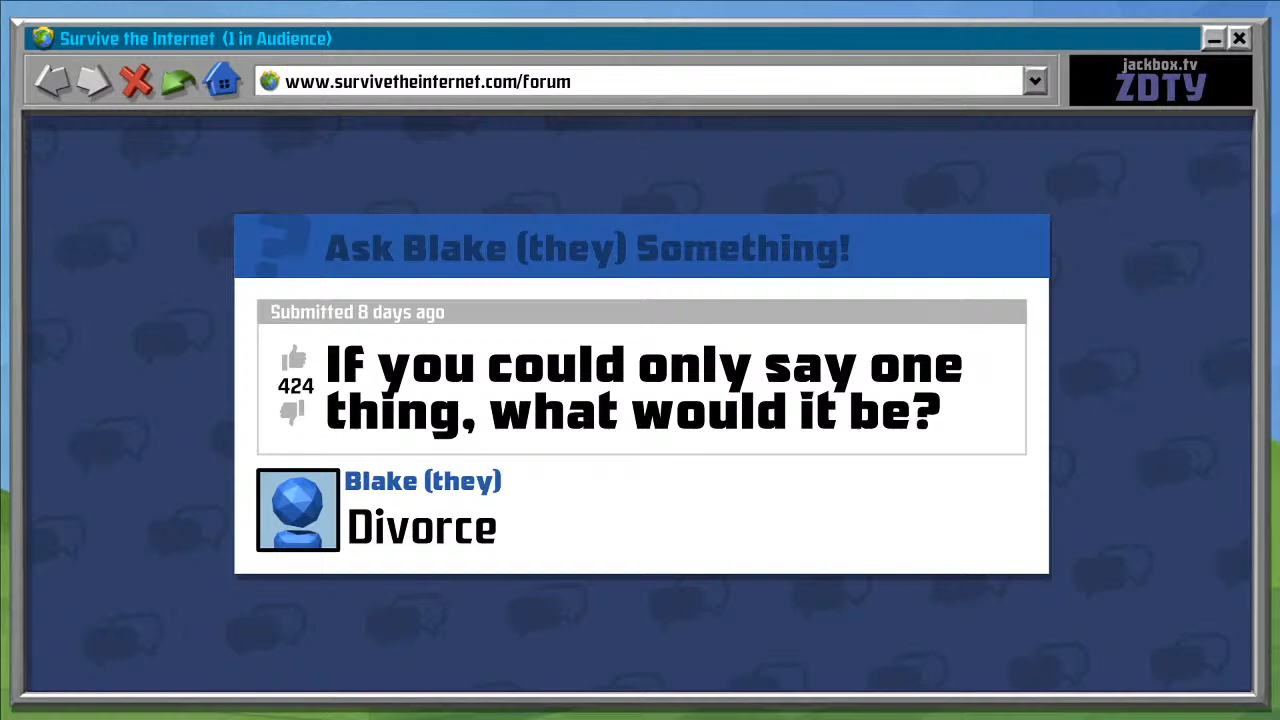 Survive the Internet (1 in Audience)
www.survivetheinternet.com/forum
jackbox.tv
ZDTY
Ask Blake (they) Something!
Submitted 8 days ago
424
If you could only say one
thing, what would it be?
Blake (they)
Divorce